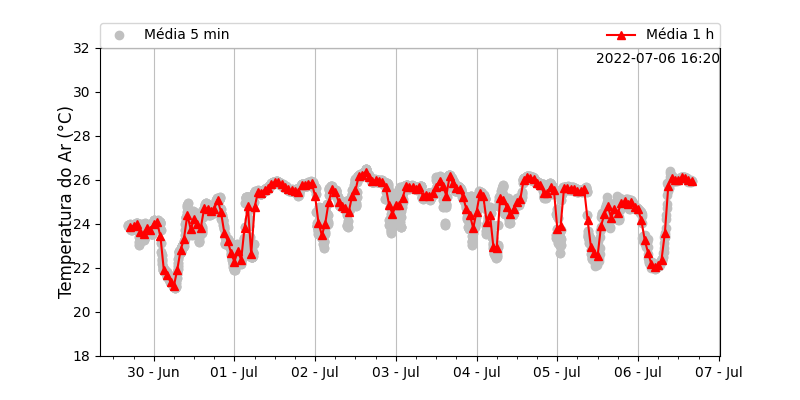 Média 5 min
Média 1 h
2022-07-06 16:20
Temperatura do Ar (°C)
32
30
28
26
24
22
20
18
30 - Jun
01 - Jul
02 - Jul
03 - Jul
04 - Jul
05 - Jul
06 - Jul
07 - Jul